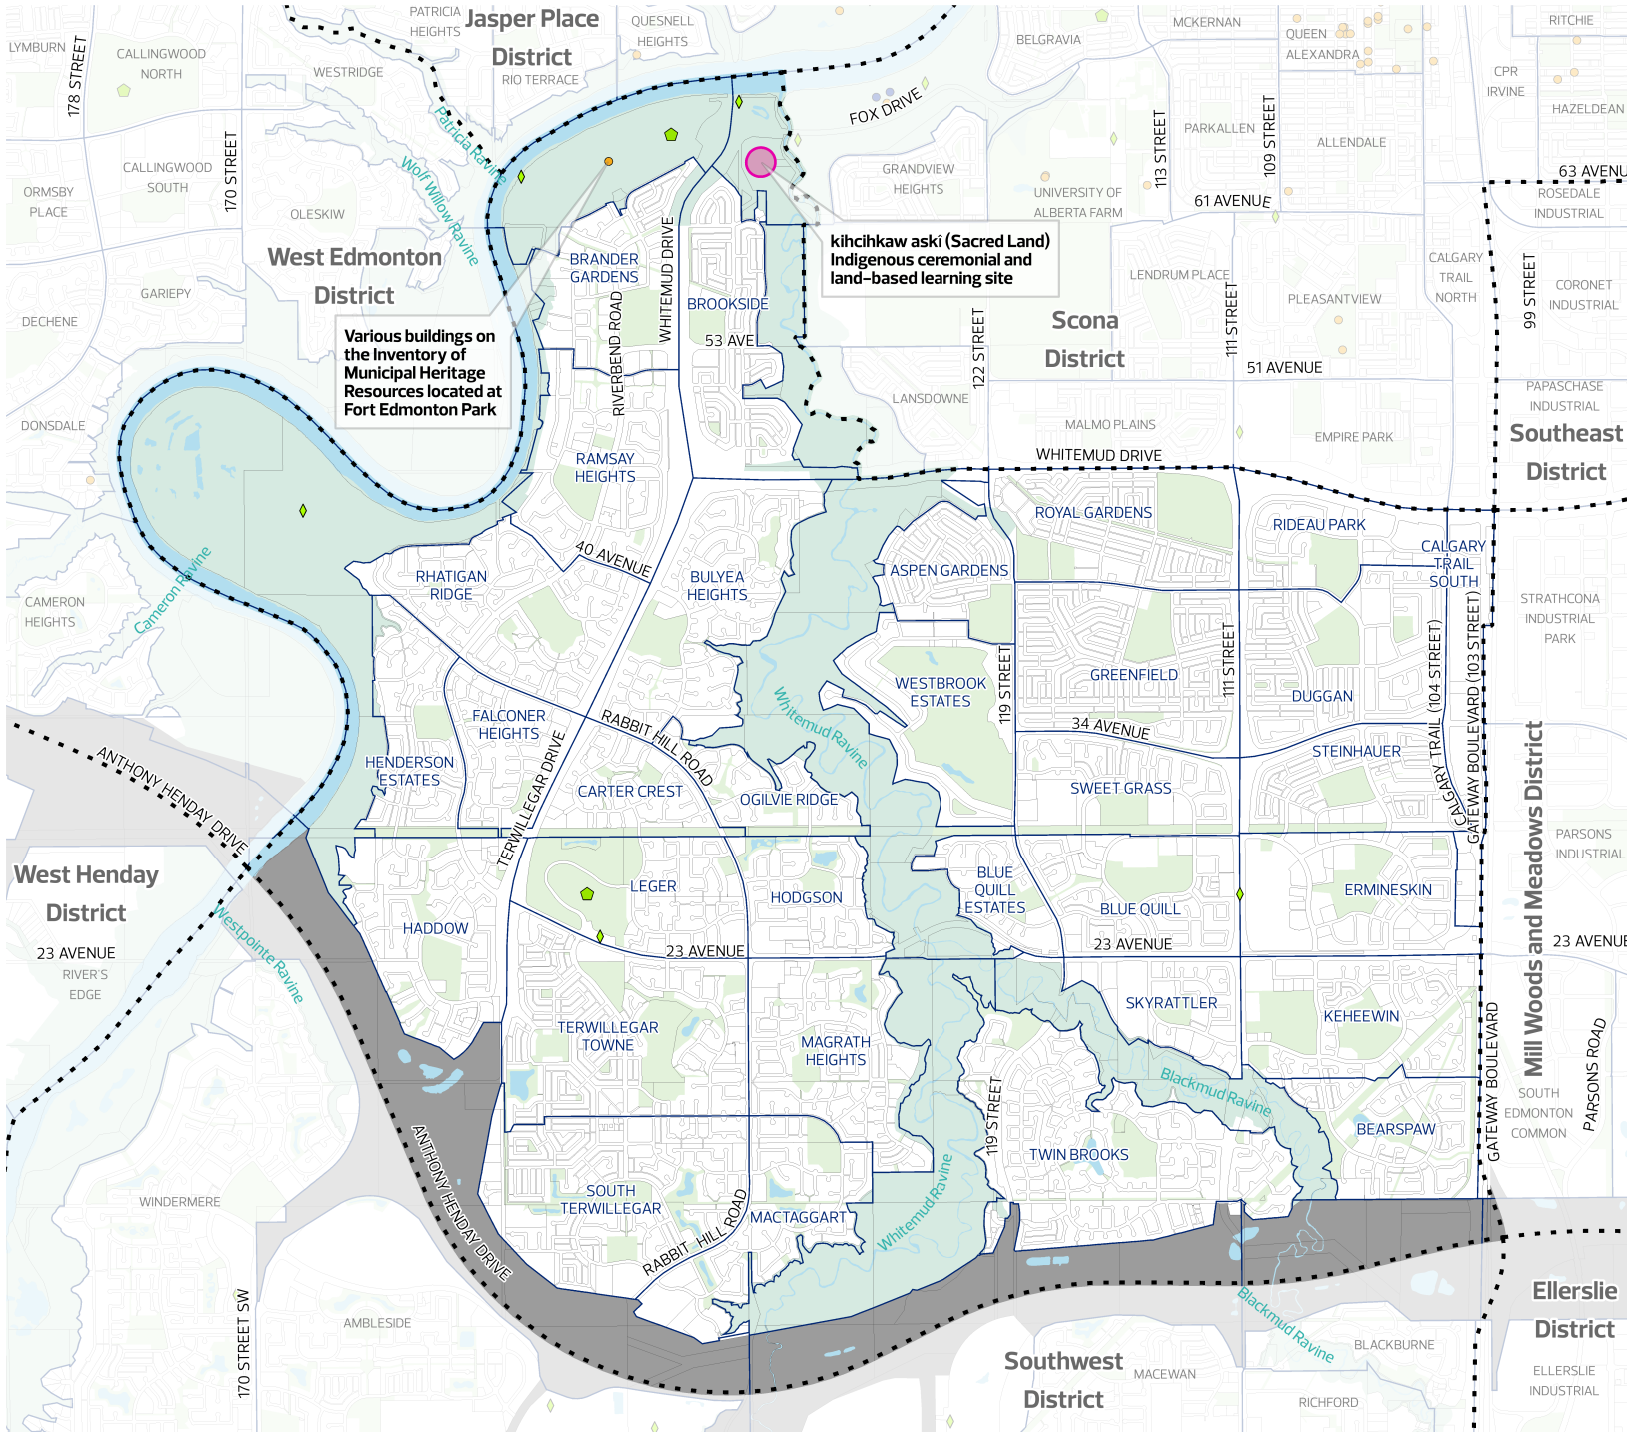 PATRICIA
HEIGHTS
Jasper Place
District
QUESNELL
HEIGHTS
RIO TERRACE
LYMBURN
178 STREET
CALLINGWOOD
NORTH
WESTRIDGE
BELGRAVIA
MCKERNAN
QUEEN
ALEXANDRA
RITCHIE
CPR
IRVINE
HAZELDEAN
FOX DRIVE
113 STREET
109 STREET
PARKALLEN
ALLENDALE
Patricia Ravine
Wolf Willow Ravine
CALLINGWOOD
SOUTH
170 STREET
ORMSBY
PLACE
OLESKIW
GRANDVIEW
HEIGHTS
UNIVERSITY OF
ALBERTA FARM
61 AVENUE
63 AVENU
ROSEDALE
INDUSTRIAL
West Edmonton
District
GARIEPY
DECHENE
BRANDER
GARDENS
WHITEMUD DRIVE
RIVERBEND ROAD
BROOKSIDE
53 AVE
kihcihkaw askî (Sacred Land)
Indigenous ceremonial and
land-based learning site
LENDRUM PLACE
PLEASANTVIEW
CALGARY
TRAIL
NORTH
99 STREET
CORONET
INDUSTRIAL
Various buildings on
the Inventory of
Municipal Heritage
Resources located at
Fort Edmonton Park
Scona
District
122 STREET
111 STREET
51 AVENUE
LANSDOWNE
MALMO PLAINS
EMPIRE PARK
PAPASCHASE
INDUSTRIAL
DONSDALE
Southeast
District
WHITEMUD DRIVE
RAMSAY
HEIGHTS
ROYAL GARDENS
RIDEAU PARK
CALGARY
TRAIL
SOUTH
40 AVENUE
RHATIGAN
RIDGE
BULYEA
HEIGHTS
ASPEN GARDENS
Cameron Ravine
CAMERON
HEIGHTS
STRATHCONA
INDUSTRIAL
PARK
WESTBROOK
ESTATES
119 STREET
GREENFIELD
111 STREET
DUGGAN
CALGARY TRAIL (104 STREET)
GATEWAY BOULEVARD (103 STREET)
Whitemud Ravine
FALCONER
HEIGHTS
RABBIT HILL ROAD
34 AVENUE
STEINHAUER
ANTHONY HENDAY DRIVE
HENDERSON
ESTATES
TERWILLEGAR DRIVE
CARTER CREST
OGILVIE RIDGE
SWEET GRASS
Mill Woods and Meadows District
PARSONS
INDUSTRIAL
West Henday
District
LEGER
HODGSON
BLUE
QUILL
ESTATES
BLUE QUILL
ERMINESKIN
HADDOW
23 AVENUE
23 AVENUE
23 AVENUE
23 AVENUE
RIVER'S
EDGE
Westpointe Ravine
TERWILLEGAR
TOWNE
MAGRATH
HEIGHTS
SKYRATTLER
KEHEEWIN
GATEWAY BOULEVARD
PARSONS ROAD
SOUTH
EDMONTON
COMMON
Blackmud Ravine
119 STREET
TWIN BROOKS
BEARSPAW
ANTHONY HENDAY DRIVE
WINDERMERE
SOUTH
TERWILLEGAR
MACTAGGART
Whitemud Ravine
RABBIT HILL ROAD
170 STREET SW
AMBLESIDE
Southwest
District
MACEWAN
Blackmud Ravine
BLACKBURNE
RICHFORD
Ellerslie
District
ELLERSLIE
INDUSTRIAL